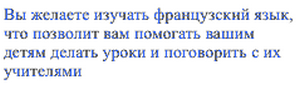 Вы желаете изучать французский язык,
что позволит вам помогать вашим
детям делать уроки и поговорить с их
учителями